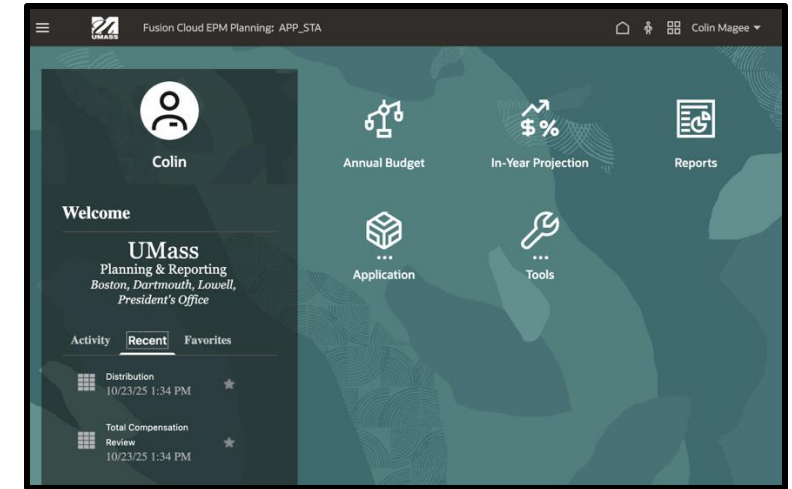 UMASS
Fusion Cloud EPM Planning: APP_STA
Colin Magee
Colin
Annual Budget
In-Year Projection
$%
Reports
Welcome
UMass
Planning & Reporting
Boston, Dartmouth, Lowell,
President's Office
Application
Tools
Activity Recent Favorites
Distribution
10/23/25 1:34 PM
Total Compensation
Review
10/23/25 1:34 PM